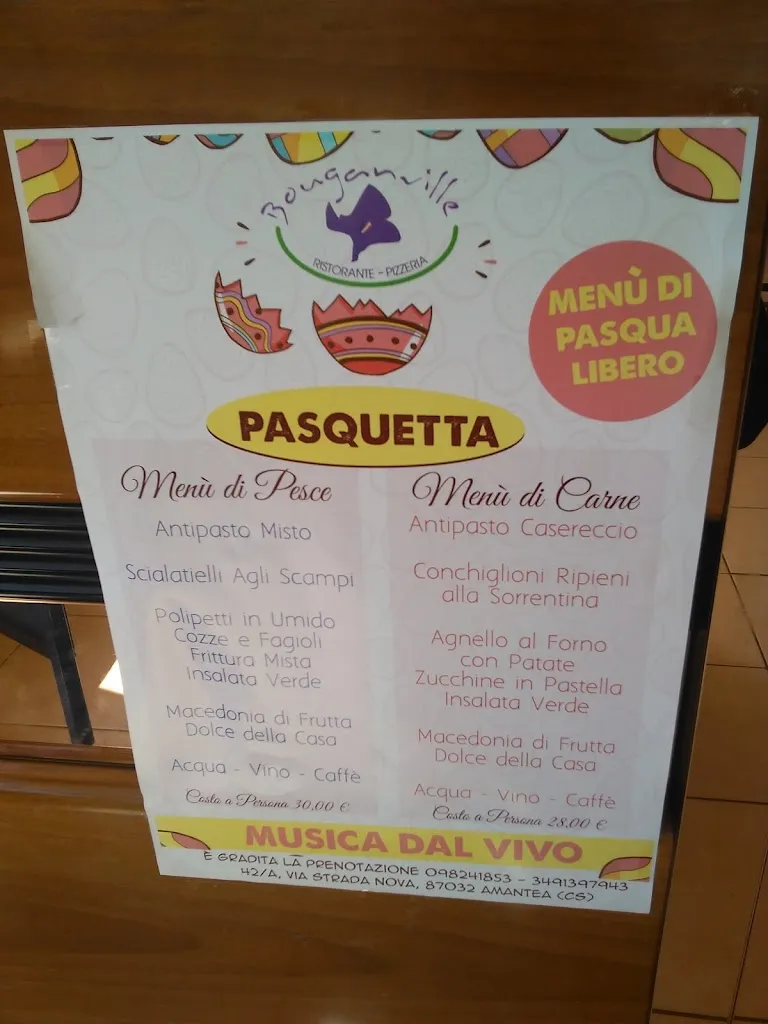 Bouganville
RISTORANTE - PIZZERIA
MENÙ DI
PASQUA
LIBERO
PASQUETTA
Menù di Pesce
Antipasto Misto
Scialatielli Agli Scampi
Polipetti in Umido
Cozze e Fagioli
Frittura Mista
Insalata Verde
Macedonia di Frutta
Dolce della Casa
Acqua - Vino - Caffè
Costo a Persona 30,00 €
Menù di Carne
Antipasto Casereccio
Conchiglioni Ripieni
alla Sorrentina
Agnello al Forno
con Patate
Zucchine in Pastella
Insalata Verde
Macedonia di Frutta
Dolce della Casa
Acqua - Vino - Caffè
Costo a Persona 28,00 €
MUSICA DAL VIVO
È GRADITA LA PRENOTAZIONE 098241853 - 3491397943
42/A, VIA STRADA NOVA, 87032 AMANTEA (CS)